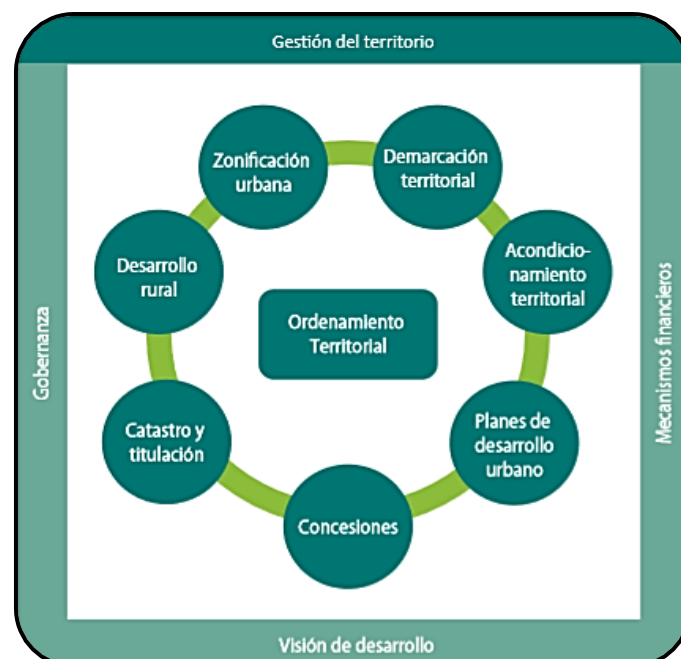 Gestión del territorio
Zonificación
urbana
Demarcación
territorial
Desarrollo
rural
Acondicio-
namiento
territorial
Ordenamiento
Territorial
Gobernanza
Mecanismos financieros
Catastro y
titulación
Planes de
desarrollo
urbano
Concesiones
Visión de desarrollo